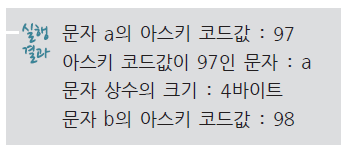 실행
결과
문자 a의 아스키 코드값 : 97
아스키 코드값이 97인 문자 : a
문자 상수의 크기 : 4바이트
문자 b의 아스키 코드값 : 98